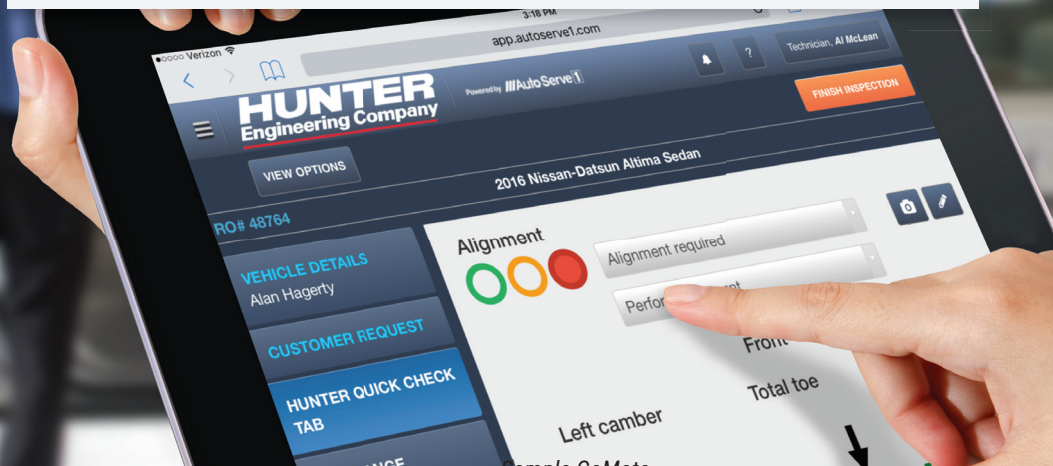 3:18 PM
Verizon
app.autoserve1.com
HUNTER
Engineering Company
Powered by AutoServe1
?
Technician, Al McLean
FINISH INSPECTION
VIEW OPTIONS
2016 Nissan-Datsun Altima Sedan
RO# 48764
VEHICLE DETAILS
Alan Hagerty
CUSTOMER REQUEST
HUNTER QUICK CHECK
TAB
Alignment
Alignment required
Front
Total toe
Left camber